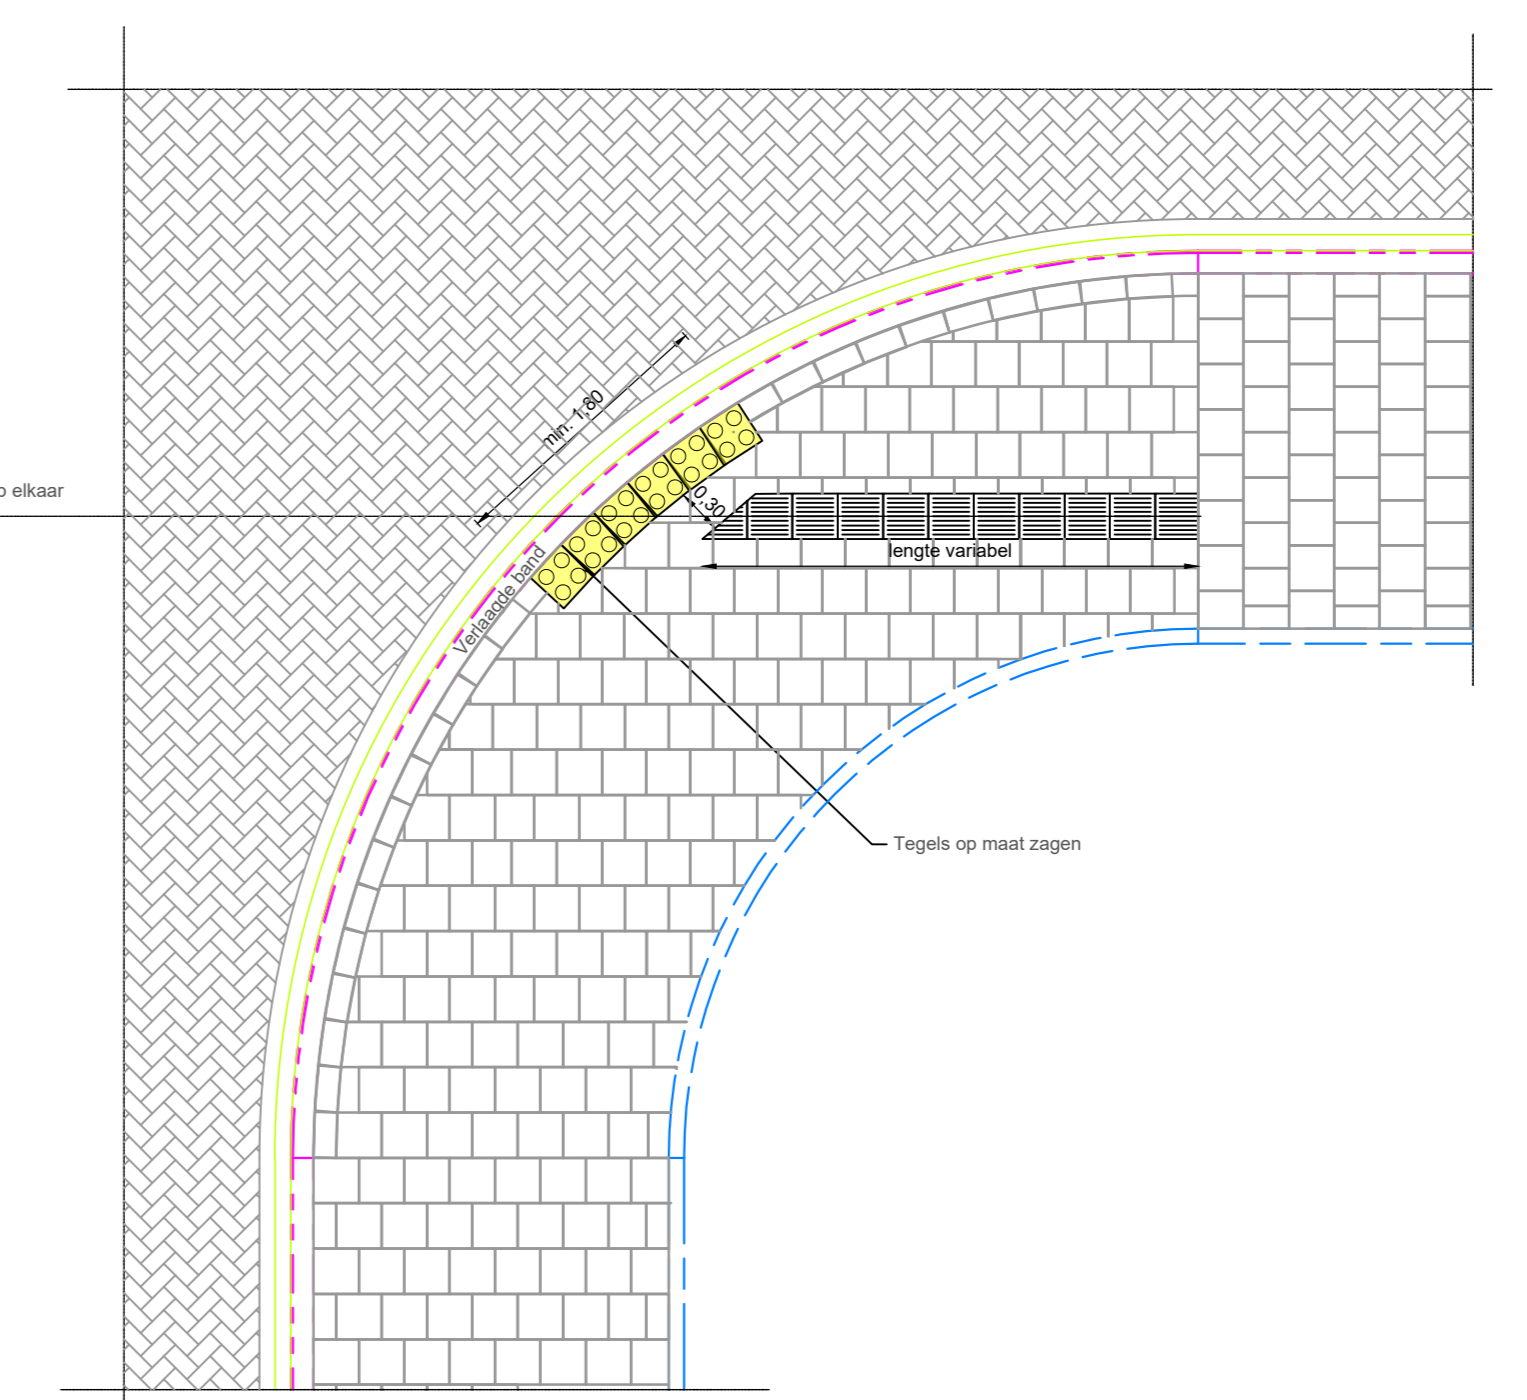 min. 1,80
elkaar
0,30
lengte variabel
Verlaagde band
Tegels op maat zagen